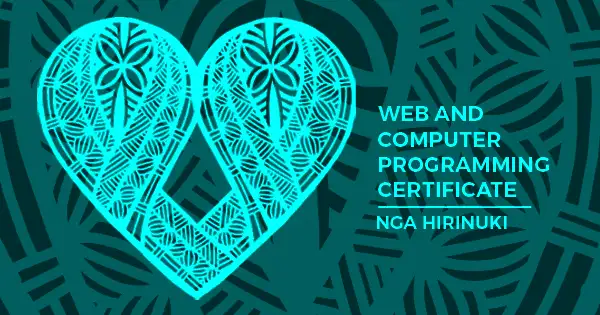 WEB AND
COMPUTER
PROGRAMMING
CERTIFICATE
NGA HIRINUKI